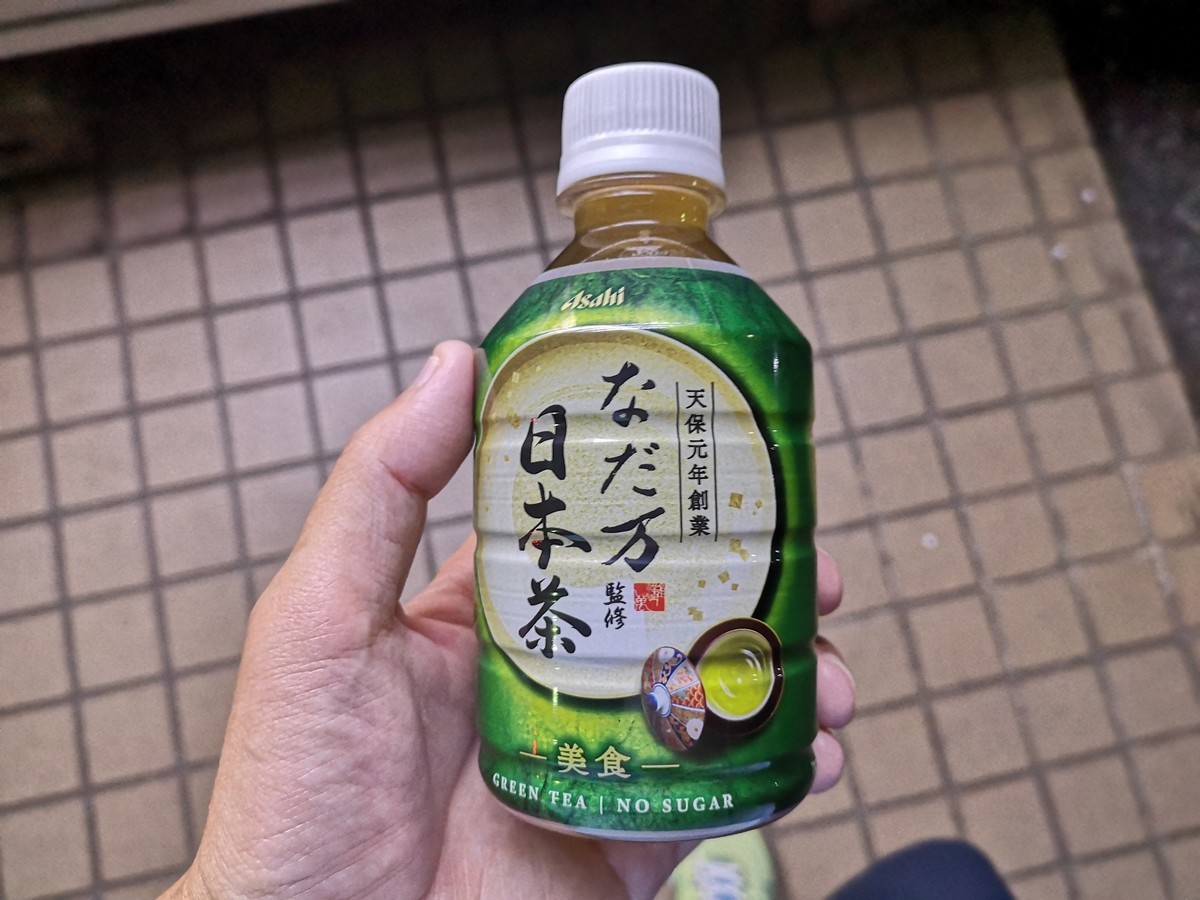 Asahi
天保元年創業
なだ万
監修
日本茶
美食
GREEN TEA | NO SUGAR